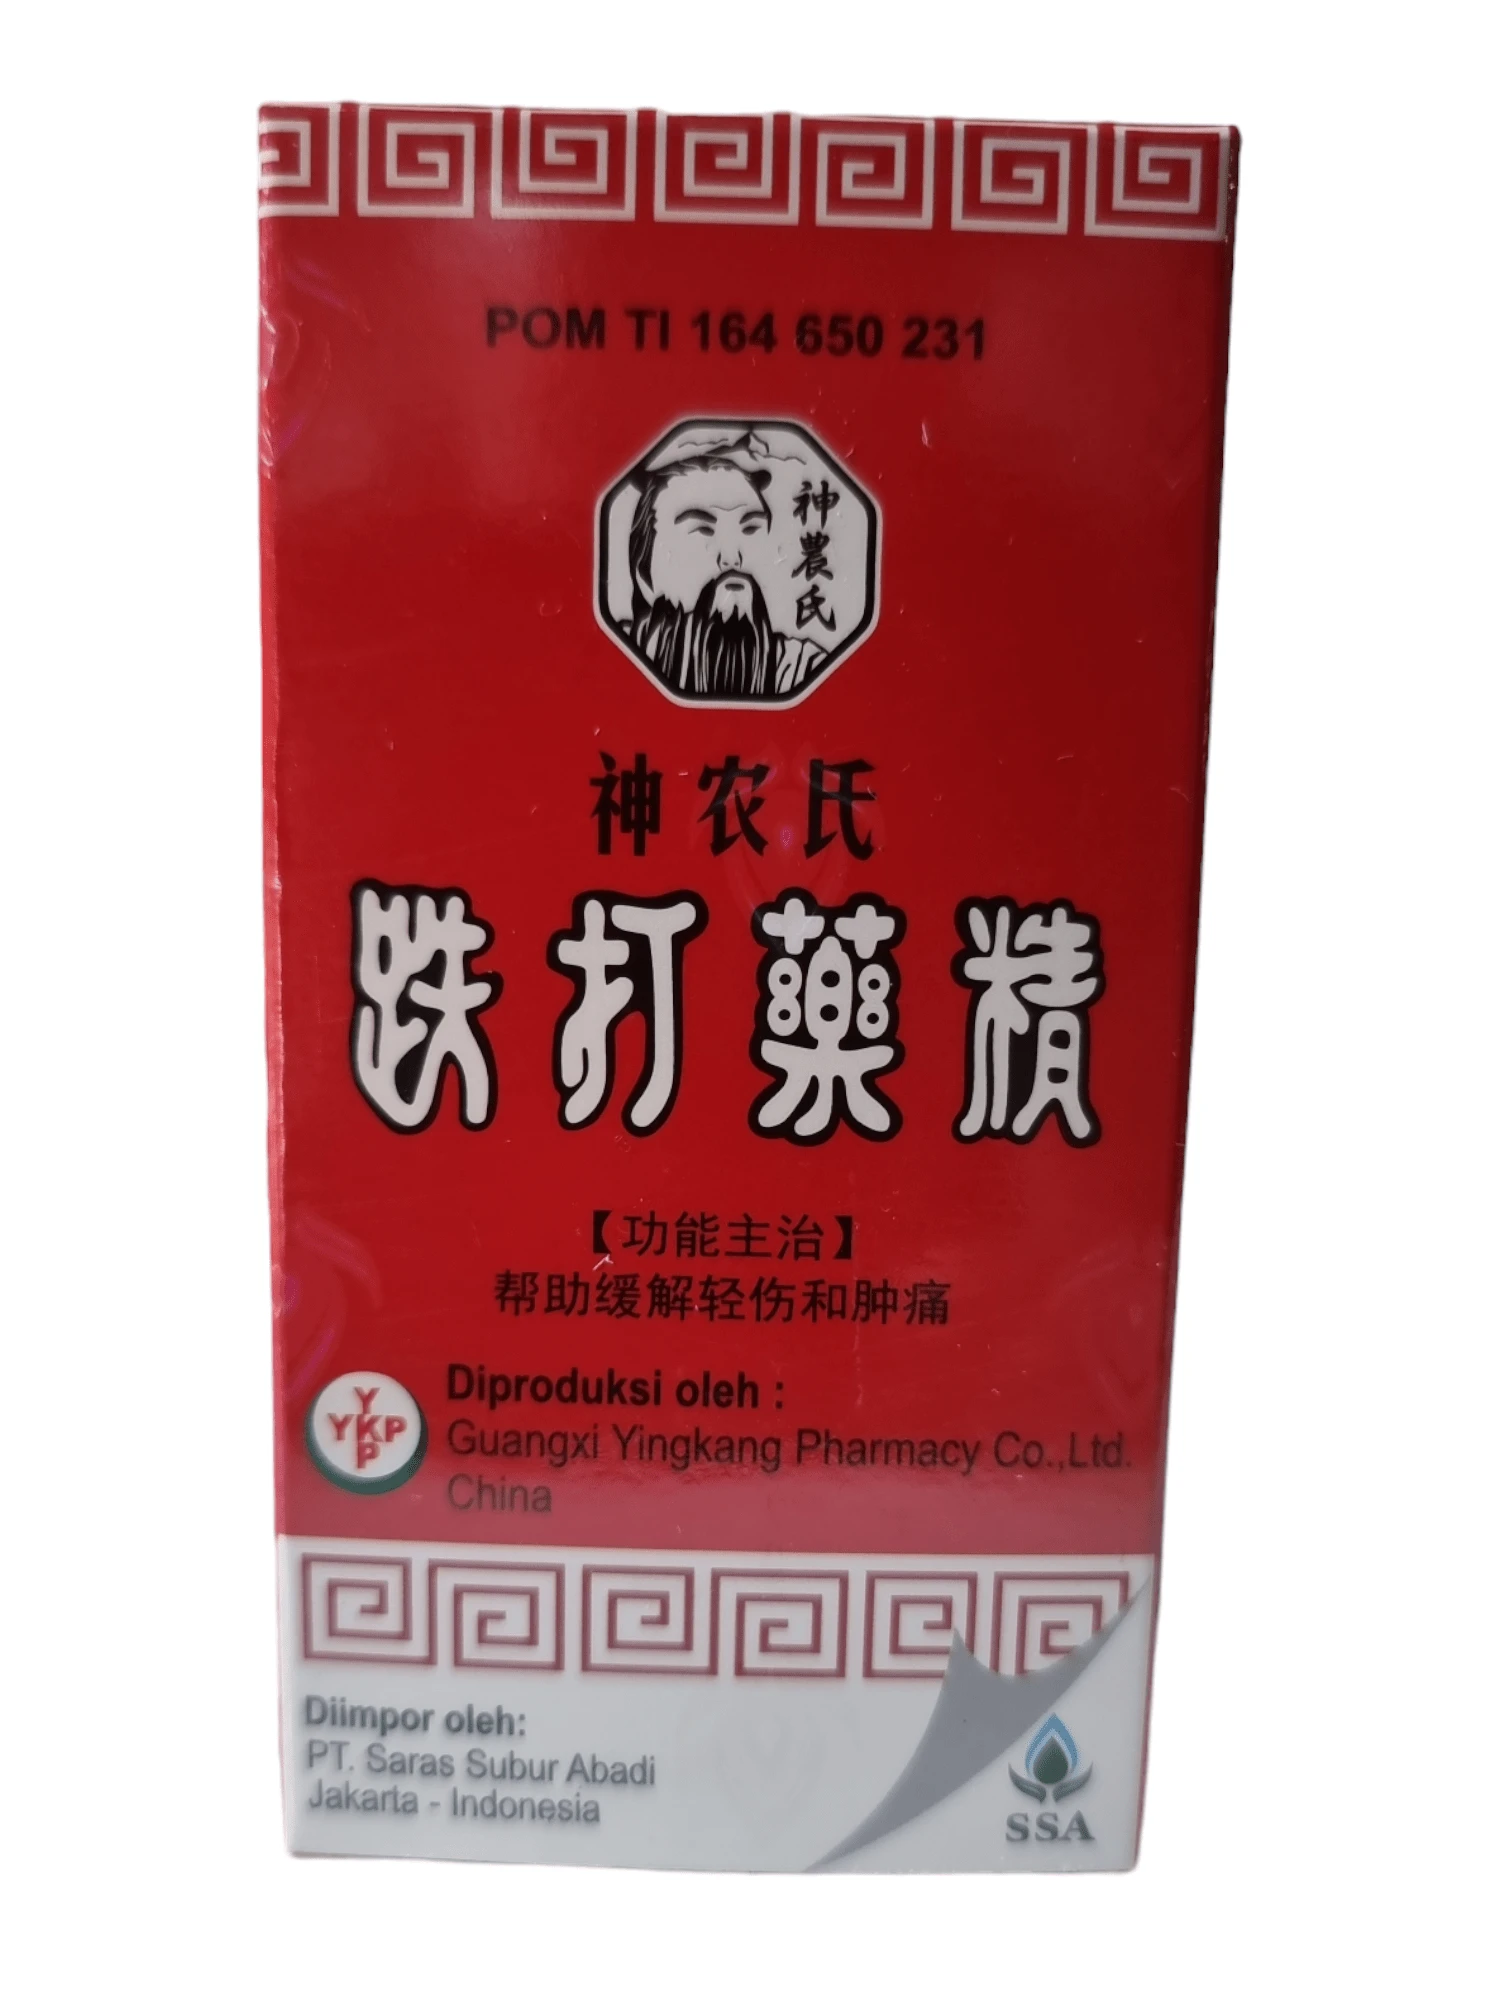 POM TI 164 650 231
神農氏
神农氏
跌打藥精
【功能主治】
帮助缓解轻伤和肿痛
Y
YKP
P
Diproduksi oleh :
Guangxi Yingkang Pharmacy Co.,Ltd.
China
Diimpor oleh:
PT. Saras Subur Abadi
Jakarta - Indonesia
SSA